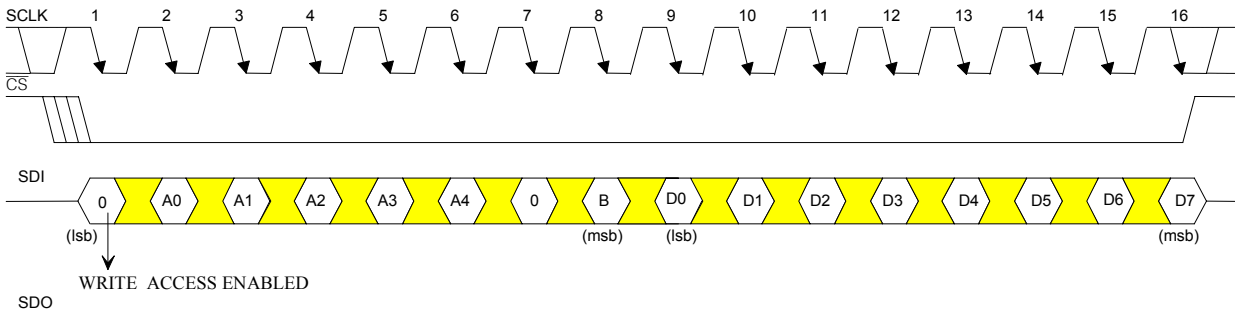 SCLK 1 2 3 4 5 6 7 8 9 10 11 12 13 14 15 16
CS
SDI
0 A0 A1 A2 A3 A4 0 B D0 D1 D2 D3 D4 D5 D6 D7
(lsb) (msb) (lsb) (msb)
WRITE ACCESS ENABLED
SDO